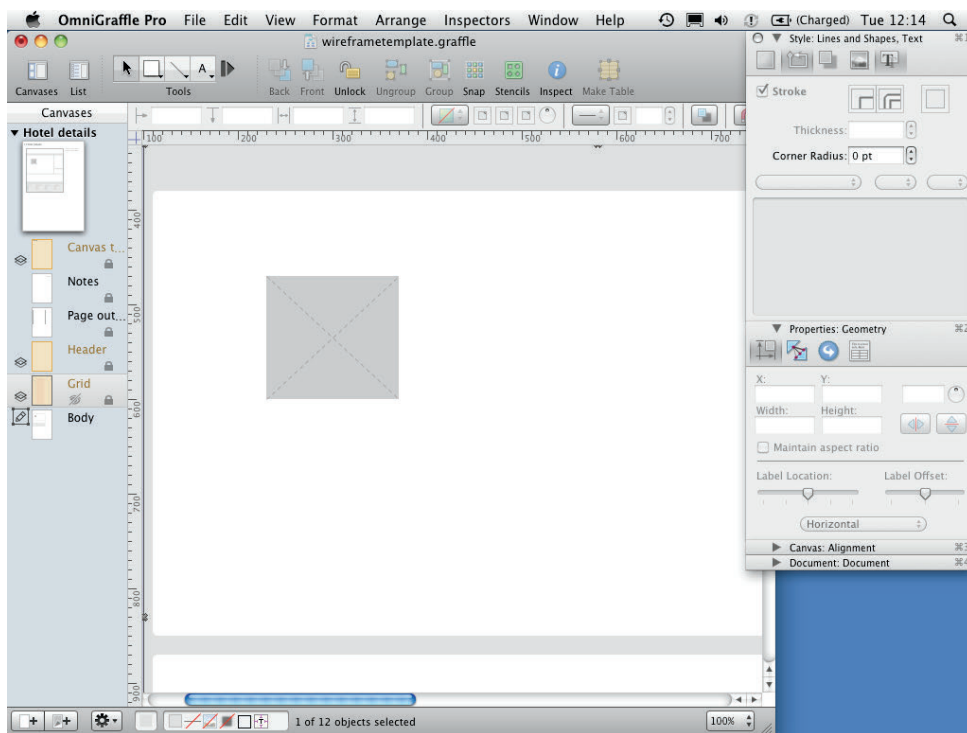 OmniGraffle Pro File Edit View Format Arrange Inspectors Window Help (Charged) Tue 12:14
wireframetemplate.graffle
Style: Lines and Shapes, Text
Canvases List Tools Back Front Unlock Ungroup Group Snap Stencils Inspect Make Table
Canvases
Hotel details
Canvas t...
Notes
Page out...
Header
Grid
Body
100 200 300 400 500 600 700
400
500
600
700
800
900
Stroke
Thickness:
Corner Radius: 0 pt
Properties: Geometry ⌘2
X: Y:
Width: Height:
Maintain aspect ratio
Label Location: Label Offset:
Horizontal
Canvas: Alignment ⌘3
Document: Document ⌘4
1 of 12 objects selected 100%